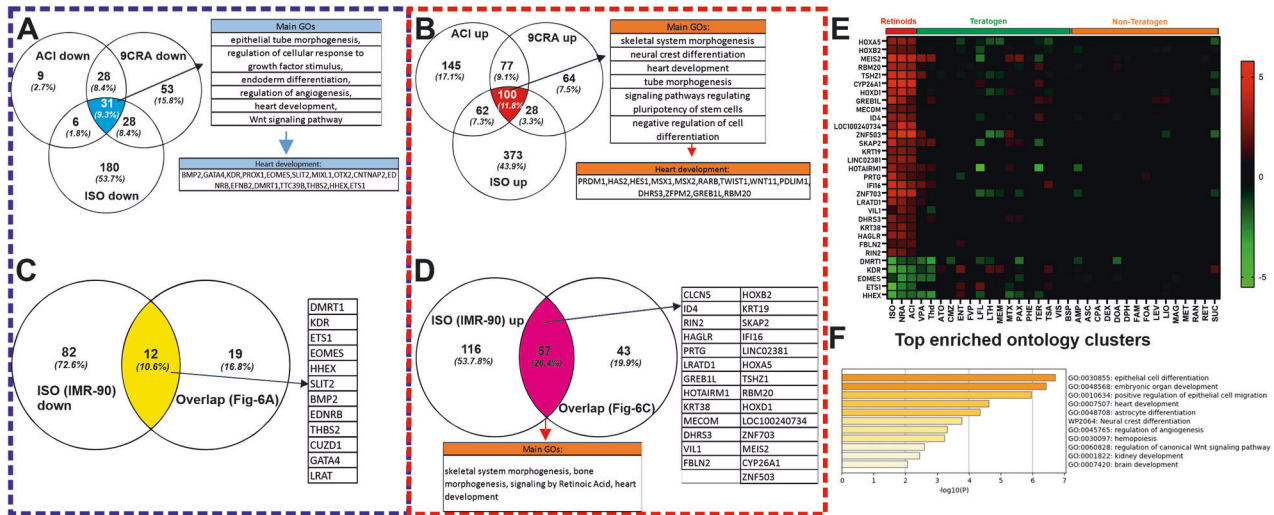 A
ACI down
9CRA down
9
(2.7%)
28
(8.4%)
53
(15.8%)
31
(9.3%)
6
(1.8%)
28
(8.4%)
180
(53.7%)
ISO down
Main GOs
epithelial tube morphogenesis,
regulation of cellular response to
growth factor stimulus,
endoderm differentiation,
regulation of angiogenesis,
heart development,
Wnt signaling pathway
Heart development:
BMP2,GATA4,KDR,PROX1,EOMES,SLIT2,MIXL1,OTX2,CNTNAP2,ED
NRB,EFNB2,DMRT1,TTC39B,THBS2,HHEX,ETS1
B
ACI up
9CRA up
145
(17.1%)
77
(9.1%)
64
(7.5%)
100
(11.8%
62
(7.3%)
28
(3.3%)
373
(43.9%)
ISO up
Main GOs:
skeletal system morphogenesis
neural crest differentiation
heart development
tube morphogenesis
signaling pathways regulating
pluripotency of stem cells
negative regulation of cell
differentiation
Heart development:
PRDM1,HAS2,HES1,MSX1,MSX2,RARB,TWIST1,WNT11,PDLIM1,
DHRS3,ZFPM2,GREB1L,RBM20
C
82
(72.6%)
12
(10.6%)
19
(16.8%)
ISO (IMR-90)
down
Overlap (Fig-6A)
DMRT1
KDR
ETS1
EOMES
HHEX
SLIT2
BMP2
EDNRB
THBS2
CUZD1
GATA4
LRAT
D
ISO (IMR-90) up
116
(53.7.8%)
57
(26.4%)
43
(19.9%)
Overlap (Fig-6C)
Main GOs:
skeletal system morphogenesis, bone
morphogenesis, signaling by Retinoic Acid, heart
development
CLCN5 HOXB2
ID4 KRT19
RIN2 SKAP2
HAGLR IFI16
PRTG LINC02381
LRATD1 HOXA5
GREB1L TSHZ1
HOTAIRM1 RBM20
KRT38 HOXD1
MECOM LOC100240734
DHRS3 ZNF703
VIL1 MEIS2
FBLN2 CYP26A1
ZNF503
E
Retinoids Teratogen Non-Teratogen
HOXA5
HOXB2
MEIS2
RBM20
TSHZ1
CYP26A1
HOXD1
GREB1L
MECOM
ID4
LOC100240734
ZNF503
SKAP2
KRT19
LINC02381
HOTAIRM1
PRTG
IFI16
ZNF703
LRATD1
VIL1
DHRS3
KRT38
HAGLR
FBLN2
RIN2
DMRT1
KDR
EOMES
ETS1
HHEX
ISO NRA ACI VPA Thd ATO CMZ ENT FVP LFL LTH MEM MTX PAX PHE TER TSA VIS BSP AMP ASC CPA DEX DOA DPH FAM FOA LEV LIC MAG MET RAN RET SUC
8
6
4
2
0
-2
-4
F
Top enriched ontology clusters
GO:0030855: epithelial cell differentiation
GO:0048568: embryonic organ development
GO:0010634: positive regulation of epithelial cell migration
GO:0007507: heart development
GO:0048708: astrocyte differentiation
WP2064: Neural crest differentiation
GO:0045765: regulation of angiogenesis
GO:0030097: hemopoiesis
GO:0060828: regulation of canonical Wnt signaling pathway
GO:0001822: kidney development
GO:0007420: brain development
0 1 2 3 4 5 6 7
-log10(P)